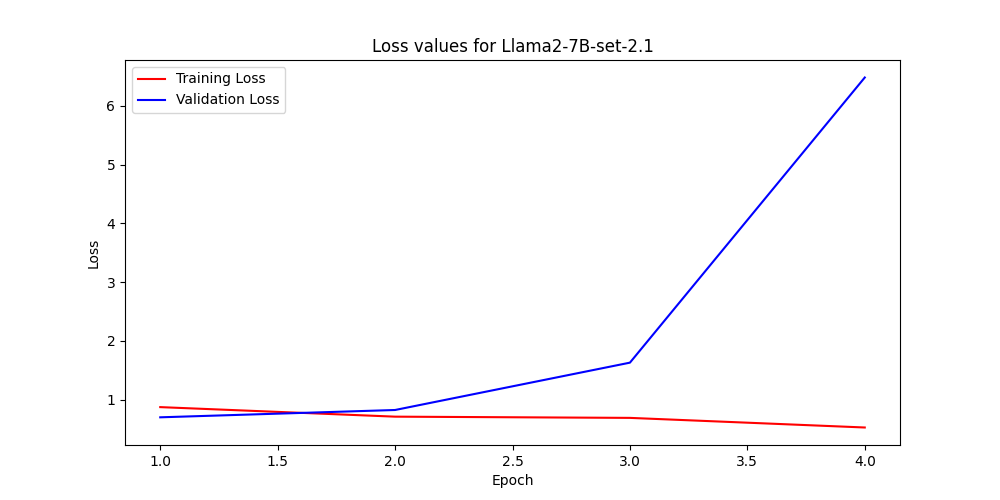 Loss values for Llama2-7B-set-2.1
Training Loss
Validation Loss
6
5
4
3
2
1
Loss
1.0 1.5 2.0 2.5 3.0 3.5 4.0
Epoch